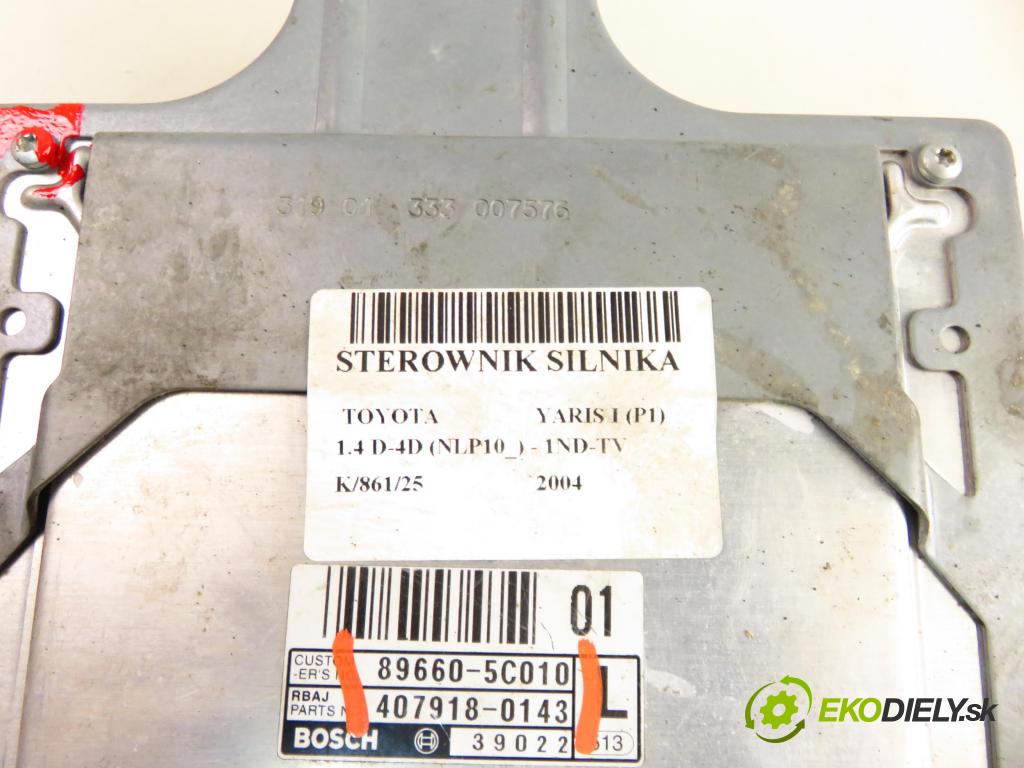 319 01 333 007576
STEROWNIK SILNIKA
TOYOTA YARIS I (P1)
1.4 D-4D (NLP10_) - 1ND-TV
K/861/25 2004
01
CUSTOM -ER'S 89660-5C010 L
RBAJ PARTS N 407918-0143
BOSCH 39022 613
EKODIELY.sk